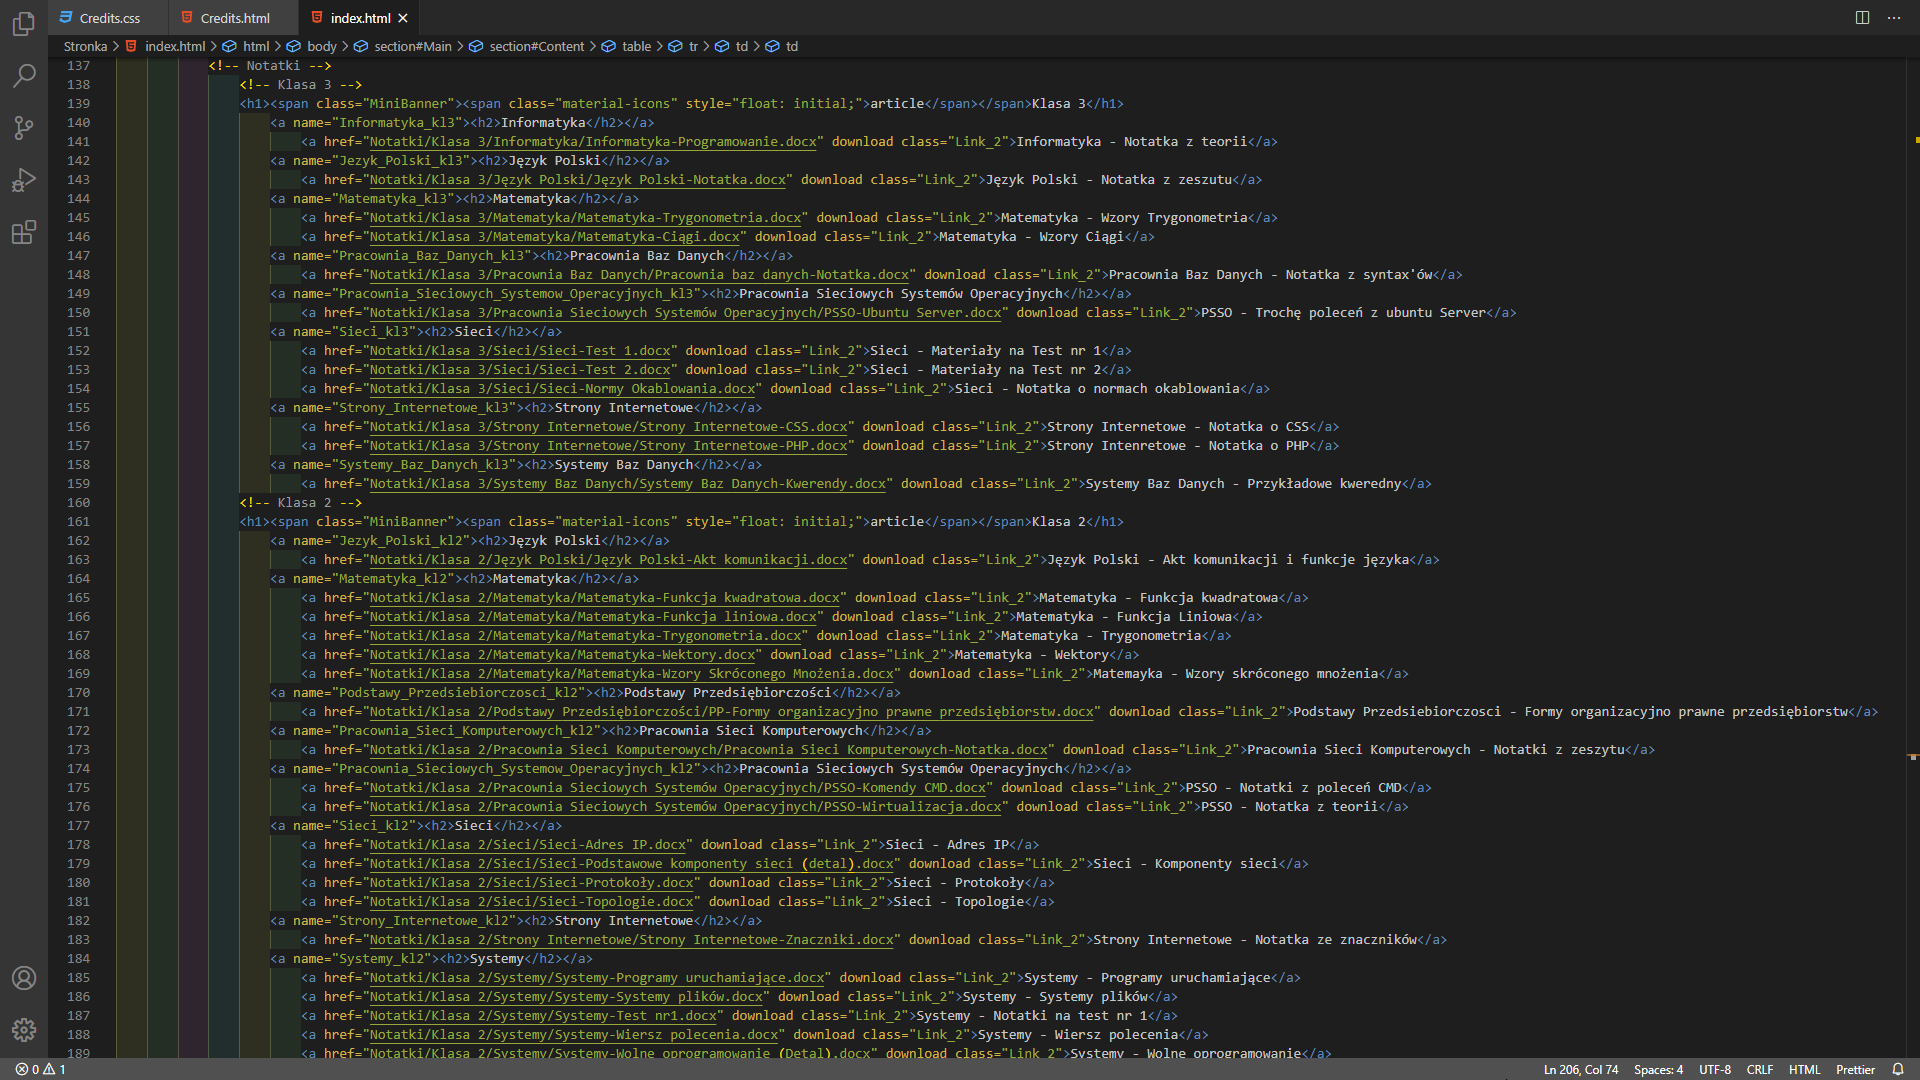 Credits.css
Credits.html
index.html
Stronka > index.html > html > body > section#Main > section#Content > table > tr > td > td
137 <!-- Notatki -->
138 <!-- Klasa 3 -->
139 <h1><span class="MiniBanner"><span class="material-icons" style="float: initial;">article</span></span>Klasa 3</h1>
140 <a name="Informatyka_kl3"><h2>Informatyka</h2></a>
141 <a href="Notatki/Klasa 3/Informatyka/Informatyka-Programowanie.docx" download class="Link_2">Informatyka - Notatka z teorii</a>
142 <a name="Jezyk_Polski_kl3"><h2>Język Polski</h2></a>
143 <a href="Notatki/Klasa 3/Język Polski/Język Polski-Notatka.docx" download class="Link_2">Język Polski - Notatka z zeszutu</a>
144 <a name="Matematyka_kl3"><h2>Matematyka</h2></a>
145 <a href="Notatki/Klasa 3/Matematyka/Matematyka-Trygonometria.docx" download class="Link_2">Matematyka - Wzory Trygonometria</a>
146 <a href="Notatki/Klasa 3/Matematyka/Matematyka-Ciągi.docx" download class="Link_2">Matematyka - Wzory Ciągi</a>
147 <a name="Pracownia_Baz_Danych_kl3"><h2>Pracownia Baz Danych</h2></a>
148 <a href="Notatki/Klasa 3/Pracownia Baz Danych/Pracownia baz danych-Notatka.docx" download class="Link_2">Pracownia Baz Danych - Notatka z syntax'ów</a>
149 <a name="Pracownia_Sieciowych_Systemow_Operacyjnych_kl3"><h2>Pracownia Sieciowych Systemów Operacyjnych</h2></a>
150 <a href="Notatki/Klasa 3/Pracownia Sieciowych Systemów Operacyjnych/PSSO-Ubuntu Server.docx" download class="Link_2">PSSO - Trochę poleceń z ubuntu Server</a>
151 <a name="Sieci_kl3"><h2>Sieci</h2></a>
152 <a href="Notatki/Klasa 3/Sieci/Sieci-Test 1.docx" download class="Link_2">Sieci - Materiały na Test nr 1</a>
153 <a href="Notatki/Klasa 3/Sieci/Sieci-Test 2.docx" download class="Link_2">Sieci - Materiały na Test nr 2</a>
154 <a href="Notatki/Klasa 3/Sieci/Sieci-Normy Okablowania.docx" download class="Link_2">Sieci - Notatka o normach okablowania</a>
155 <a name="Strony_Internetowe_kl3"><h2>Strony Internetowe</h2></a>
156 <a href="Notatki/Klasa 3/Strony Internetowe/Strony Internetowe-CSS.docx" download class="Link_2">Strony Internetowe - Notatka o CSS</a>
157 <a href="Notatki/Klasa 3/Strony Internetowe/Strony Internetowe-PHP.docx" download class="Link_2">Strony Intenretowe - Notatka o PHP</a>
158 <a name="Systemy_Baz_Danych_kl3"><h2>Systemy Baz Danych</h2></a>
159 <a href="Notatki/Klasa 3/Systemy Baz Danych/Systemy Baz Danych-Kwerendy.docx" download class="Link_2">Systemy Baz Danych - Przykładowe kweredny</a>
160 <!-- Klasa 2 -->
161 <h1><span class="MiniBanner"><span class="material-icons" style="float: initial;">article</span></span>Klasa 2</h1>
162 <a name="Jezyk_Polski_kl2"><h2>Język Polski</h2></a>
163 <a href="Notatki/Klasa 2/Język Polski/Język Polski-Akt komunikacji.docx" download class="Link_2">Język Polski - Akt komunikacji i funkcje języka</a>
164 <a name="Matematyka_kl2"><h2>Matematyka</h2></a>
165 <a href="Notatki/Klasa 2/Matematyka/Matematyka-Funkcja kwadratowa.docx" download class="Link_2">Matematyka - Funkcja kwadratowa</a>
166 <a href="Notatki/Klasa 2/Matematyka/Matematyka-Funkcja liniowa.docx" download class="Link_2">Matematyka - Funkcja Liniowa</a>
167 <a href="Notatki/Klasa 2/Matematyka/Matematyka-Trygonometria.docx" download class="Link_2">Matematyka - Trygonometria</a>
168 <a href="Notatki/Klasa 2/Matematyka/Matematyka-Wektory.docx" download class="Link_2">Matematyka - Wektory</a>
169 <a href="Notatki/Klasa 2/Matematyka/Matematyka-Wzory Skróconego Mnożenia.docx" download class="Link_2">Matemayka - Wzory skróconego mnożenia</a>
170 <a name="Podstawy_Przedsiebiorczosci_kl2"><h2>Podstawy Przedsiębiorczości</h2></a>
171 <a href="Notatki/Klasa 2/Podstawy Przedsiębiorczości/PP-Formy organizacyjno prawne przedsiębiorstw.docx" download class="Link_2">Podstawy Przedsiebiorczosci - Formy organizacyjno prawne przedsiębiorstw</a>
172 <a name="Pracownia_Sieci_Komputerowych_kl2"><h2>Pracownia Sieci Komputerowych</h2></a>
173 <a href="Notatki/Klasa 2/Pracownia Sieci Komputerowych/Pracownia Sieci Komputerowych-Notatka.docx" download class="Link_2">Pracownia Sieci Komputerowych - Notatki z zeszytu</a>
174 <a name="Pracownia_Sieciowych_Systemow_Operacyjnych_kl2"><h2>Pracownia Sieciowych Systemów Operacyjnych</h2></a>
175 <a href="Notatki/Klasa 2/Pracownia Sieciowych Systemów Operacyjnych/PSSO-Komendy CMD.docx" download class="Link_2">PSSO - Notatki z poleceń CMD</a>
176 <a href="Notatki/Klasa 2/Pracownia Sieciowych Systemów Operacyjnych/PSSO-Wirtualizacja.docx" download class="Link_2">PSSO - Notatka z teorii</a>
177 <a name="Sieci_kl2"><h2>Sieci</h2></a>
178 <a href="Notatki/Klasa 2/Sieci/Sieci-Adres IP.docx" download class="Link_2">Sieci - Adres IP</a>
179 <a href="Notatki/Klasa 2/Sieci/Sieci-Podstawowe komponenty sieci (detal).docx" download class="Link_2">Sieci - Komponenty sieci</a>
180 <a href="Notatki/Klasa 2/Sieci/Sieci-Protokoły.docx" download class="Link_2">Sieci - Protokoły</a>
181 <a href="Notatki/Klasa 2/Sieci/Sieci-Topologie.docx" download class="Link_2">Sieci - Topologie</a>
182 <a name="Strony_Internetowe_kl2"><h2>Strony Internetowe</h2></a>
183 <a href="Notatki/Klasa 2/Strony Internetowe/Strony Internetowe-Znaczniki.docx" download class="Link_2">Strony Internetowe - Notatka ze znaczników</a>
184 <a name="Systemy_kl2"><h2>Systemy</h2></a>
185 <a href="Notatki/Klasa 2/Systemy/Systemy-Programy uruchamiające.docx" download class="Link_2">Systemy - Programy uruchamiające</a>
186 <a href="Notatki/Klasa 2/Systemy/Systemy-Systemy plików.docx" download class="Link_2">Systemy - Systemy plików</a>
187 <a href="Notatki/Klasa 2/Systemy/Systemy-Test nr1.docx" download class="Link_2">Systemy - Notatki na test nr 1</a>
188 <a href="Notatki/Klasa 2/Systemy/Systemy-Wiersz polecenia.docx" download class="Link_2">Systemy - Wiersz polecenia</a>
189 <a href="Notatki/Klasa 2/Systemy/Systemy-Wolne oprogramowanie (Detal).docx" download class="Link_2">Systemy - Wolne oprogramowanie</a>
0 1 Ln 206, Col 74 Spaces: 4 UTF-8 CRLF HTML Prettier